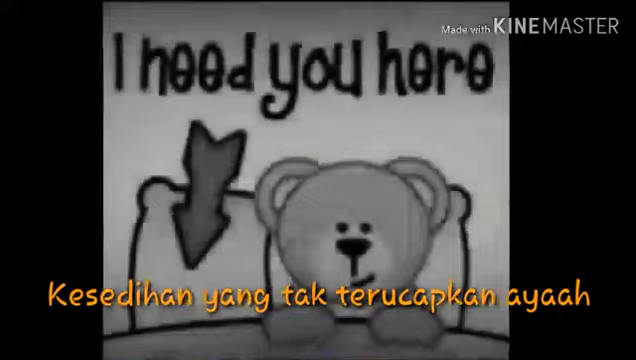 Made with KINEMASTER
I need you here
Kesedihan yang tak terucapkan ayaah